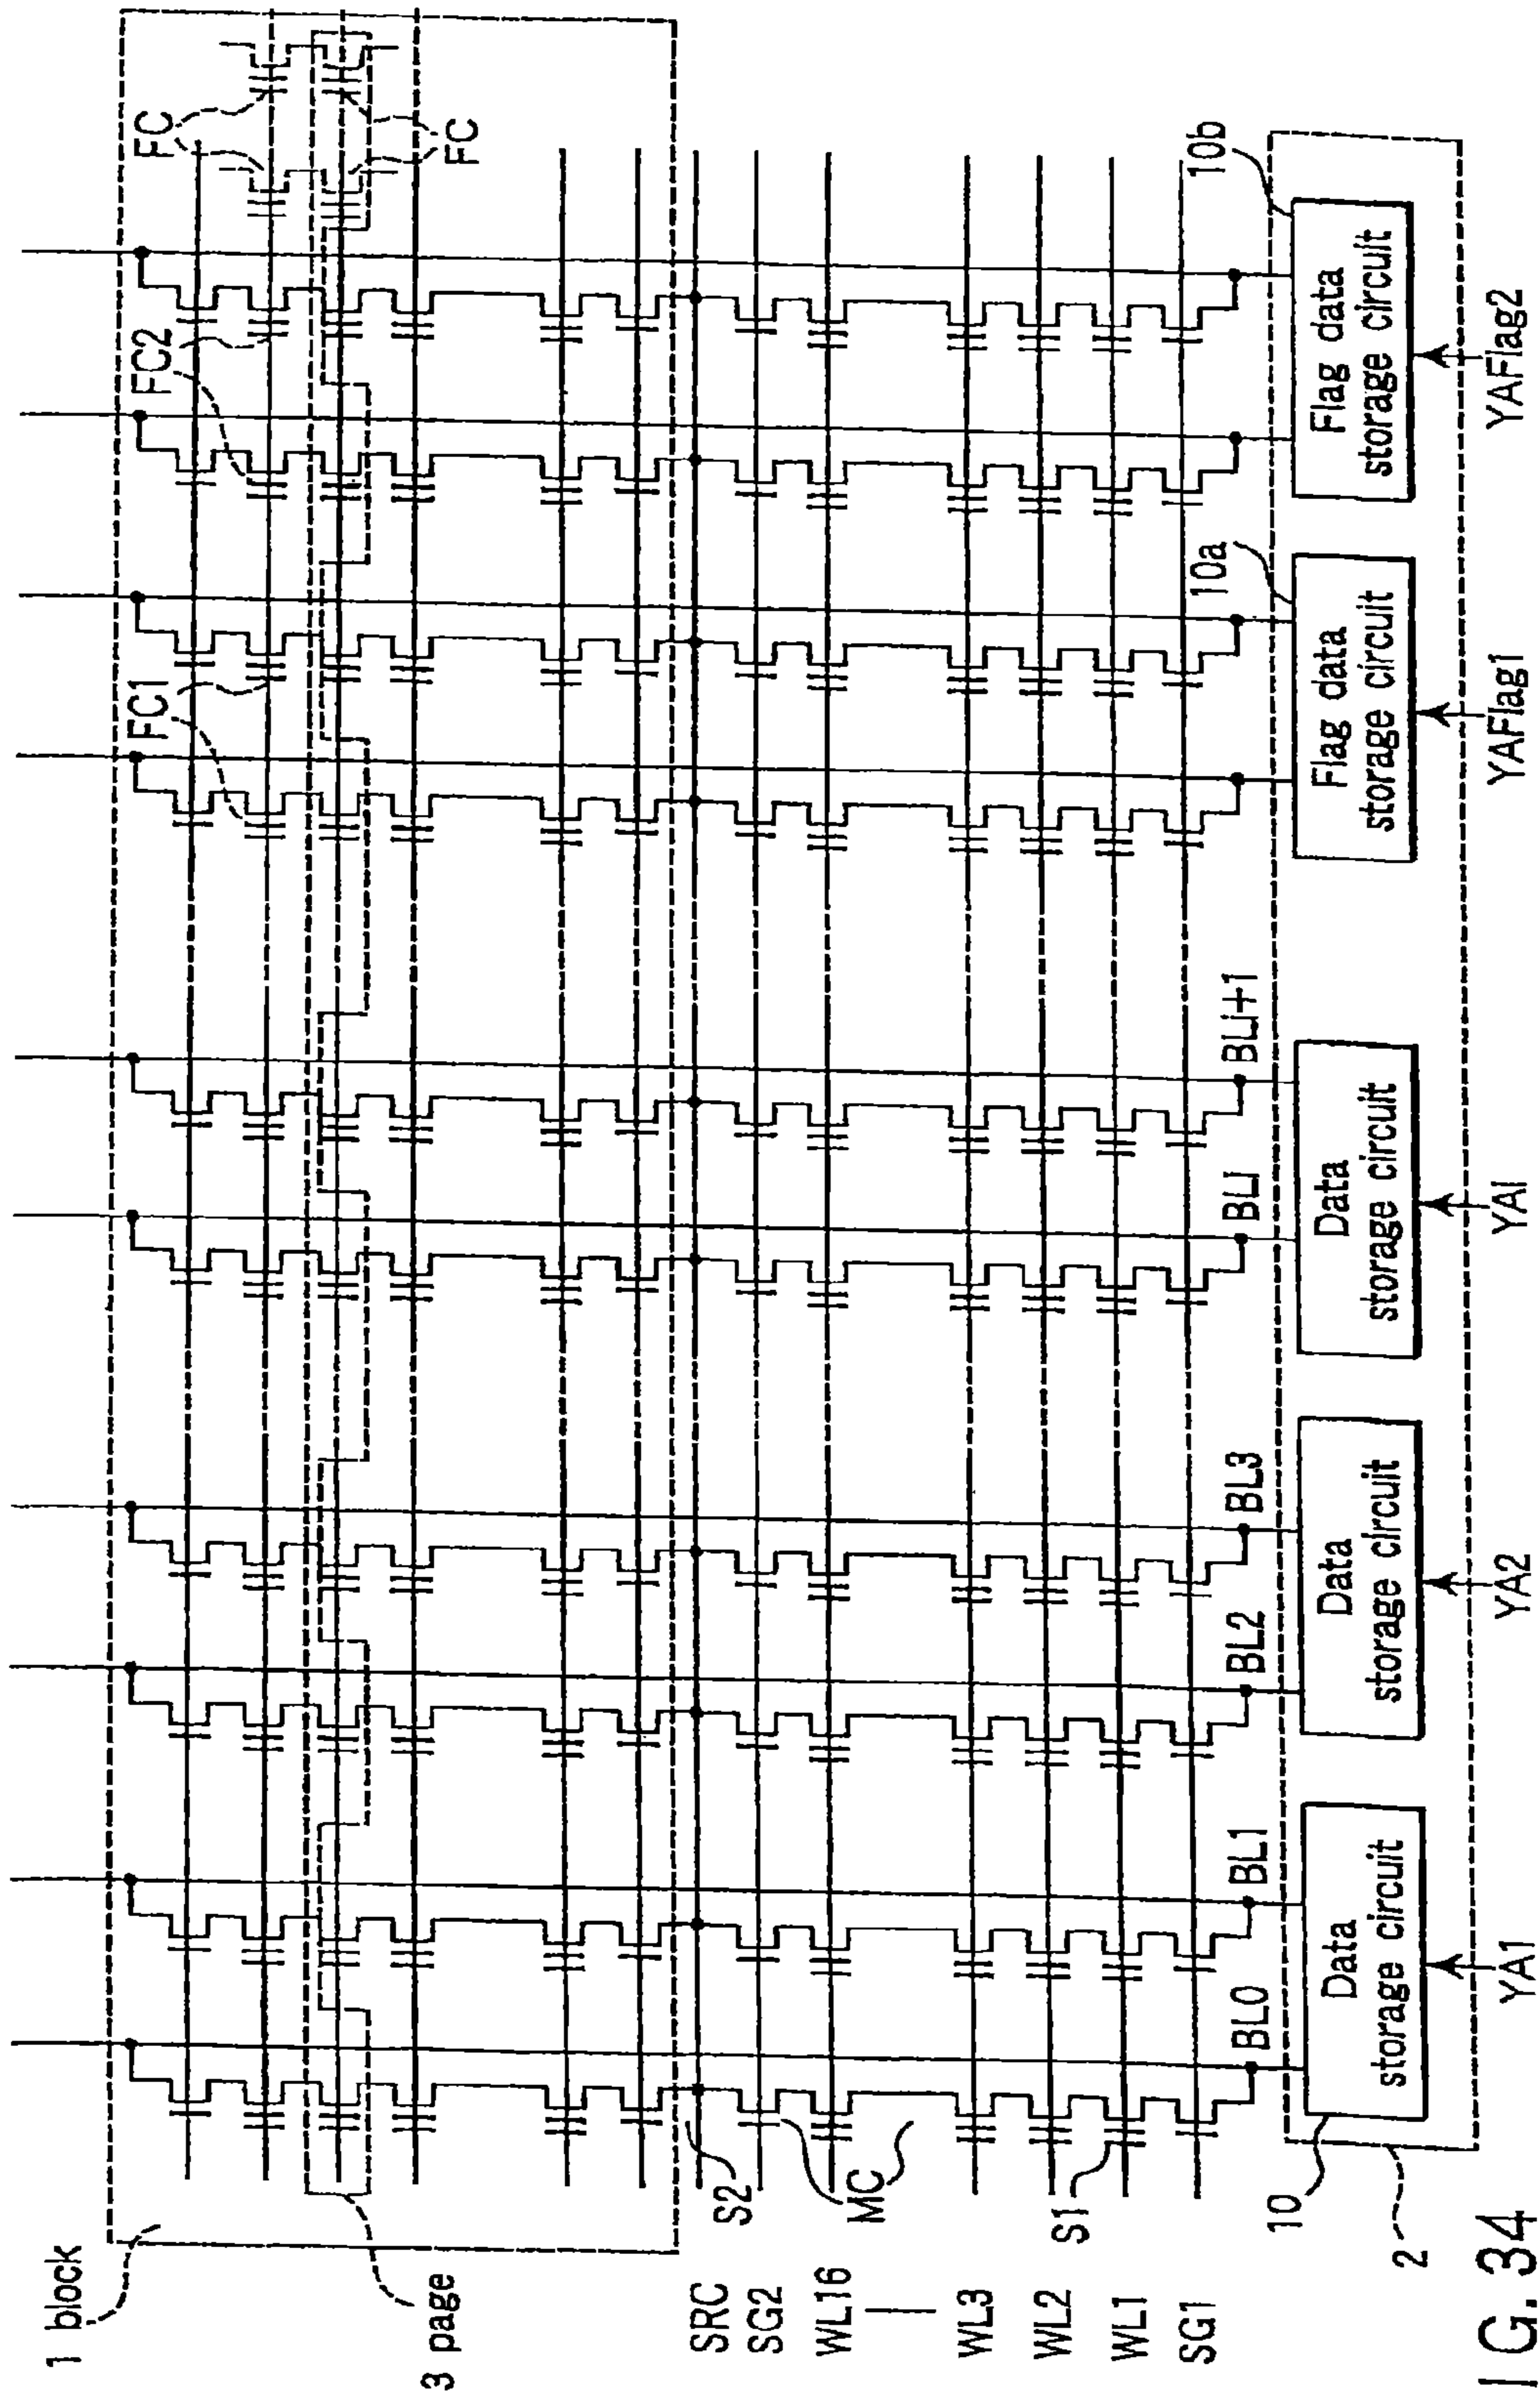 1 block
3 page
FC
FC
FC1
FC2
SRC
SG2
WL16
WL3
WL2
WL1
SG1
S2
MC
S1
BL0
BL1
BL2
BL3
BLi
BLi+1
10
2
10a
10b
Data
storage circuit
Data
storage circuit
Data
storage circuit
Flag data
storage circuit
Flag data
storage circuit
YA1
YA2
YAi
YAFlag1
YAFlag2
IG. 34